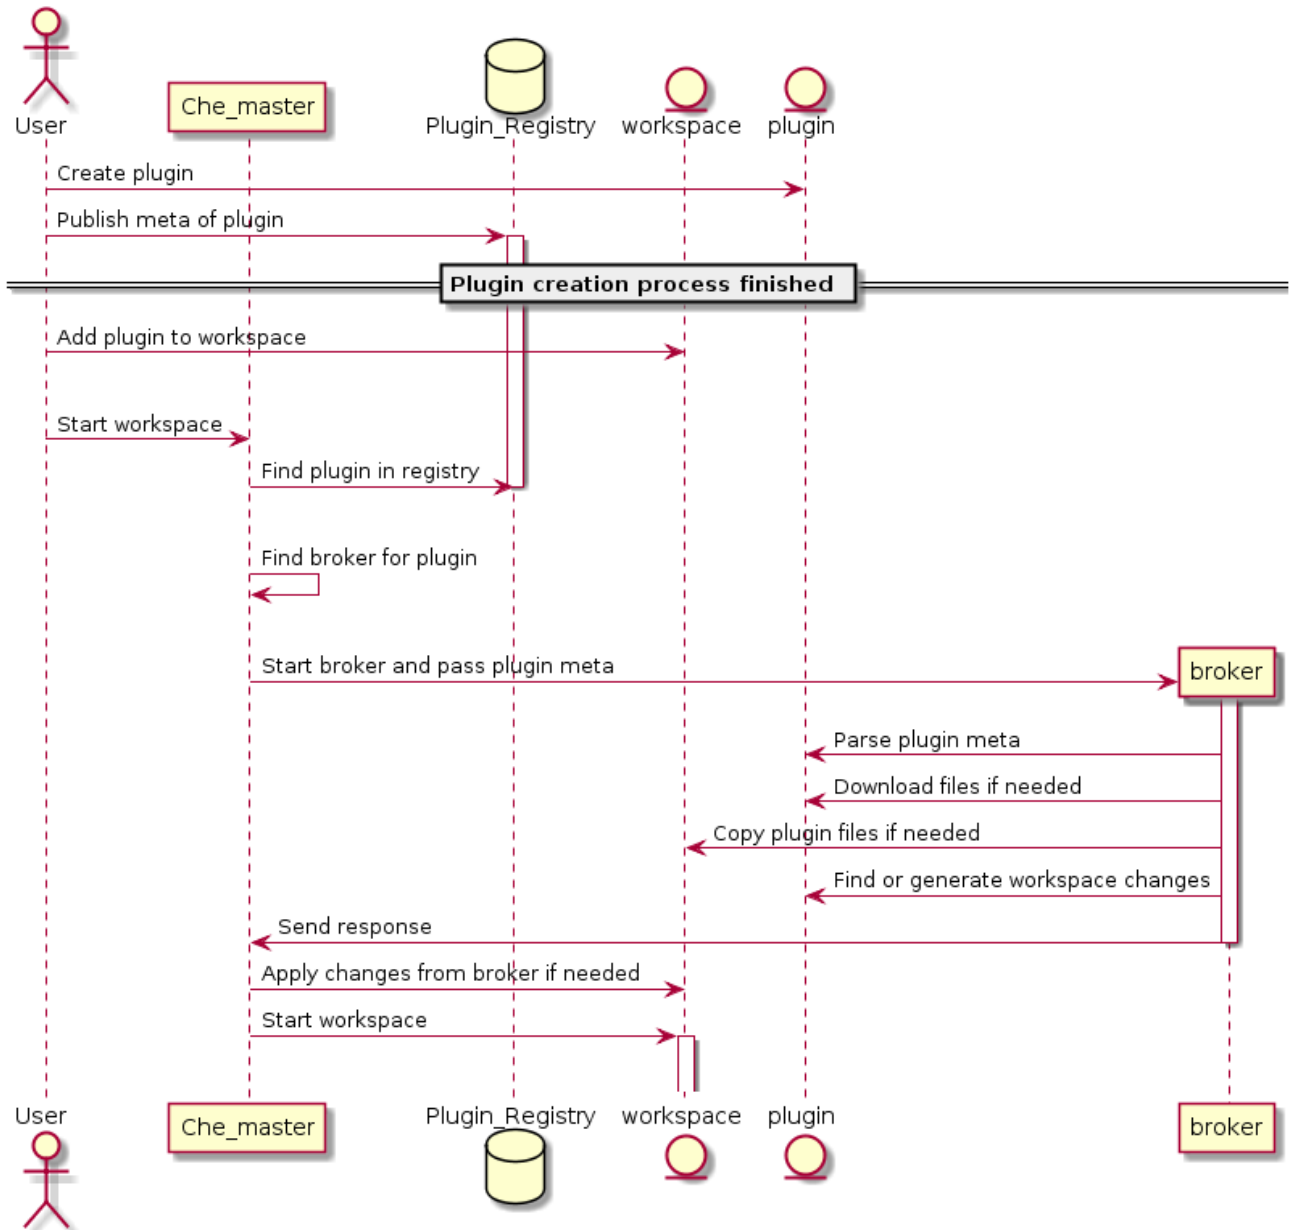 User
Che_master
Plugin_Registry
workspace
plugin
Create plugin
Publish meta of plugin
Plugin creation process finished
Add plugin to workspace
Start workspace
Find plugin in registry
Find broker for plugin
Start broker and pass plugin meta
broker
Parse plugin meta
Download files if needed
Copy plugin files if needed
Find or generate workspace changes
Send response
Apply changes from broker if needed
Start workspace
User
Che_master
Plugin_Registry
workspace
plugin
broker